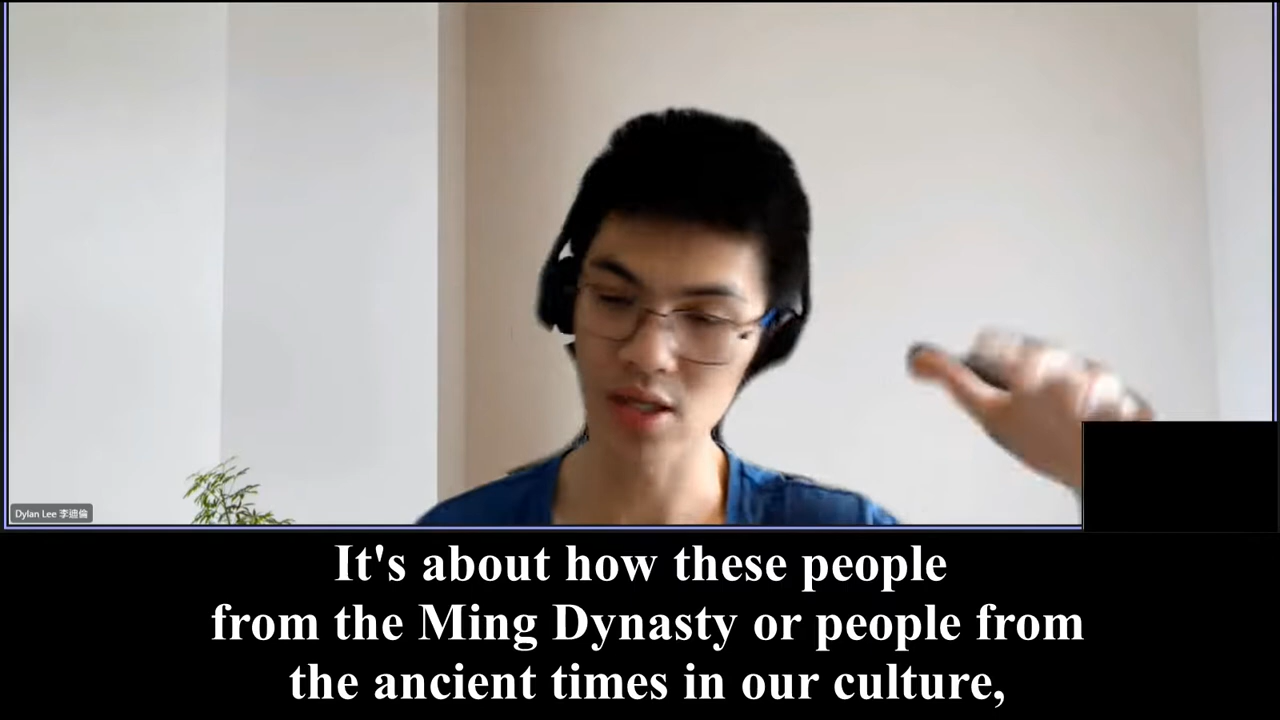 Dylan Lee 李迪倫
It's about how these people
from the Ming Dynasty or people from
the ancient times in our culture,